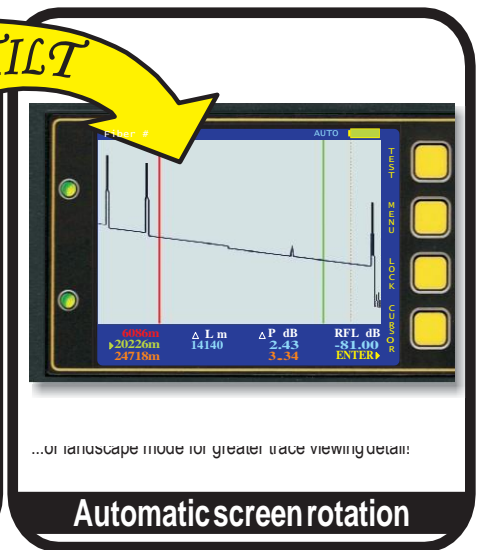 TILT
Fiber #
AUTO
TEST MENU LOCK CURSOR
6086m Δ L m Δ P dB RFL dB
▸20226m 14140 2.43 -81.00
24718m 3.34 ENTER▸
...or landscape mode for greater trace viewing detail!
Automatic screen rotation